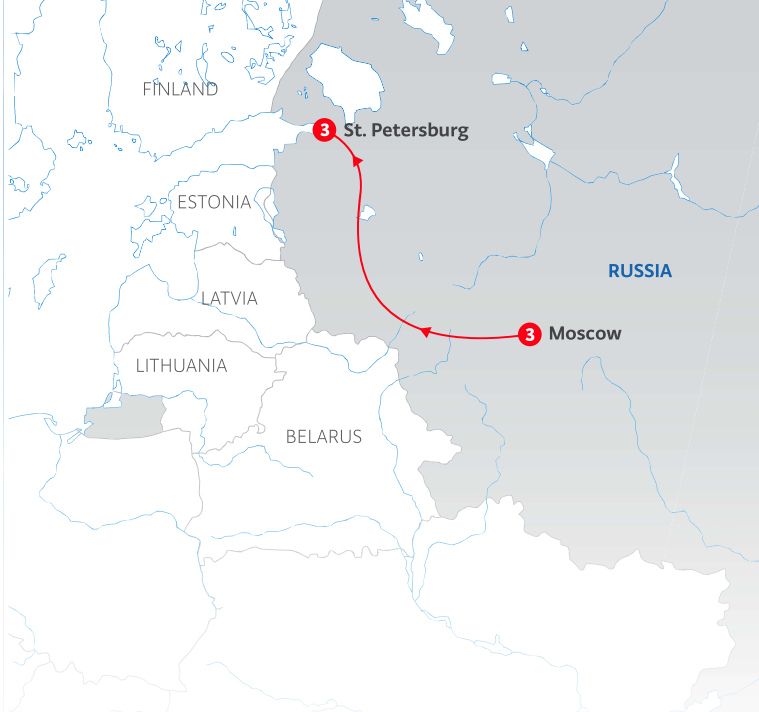 FINLAND
3 St. Petersburg
ESTONIA
RUSSIA
LATVIA
3 Moscow
LITHUANIA
BELARUS